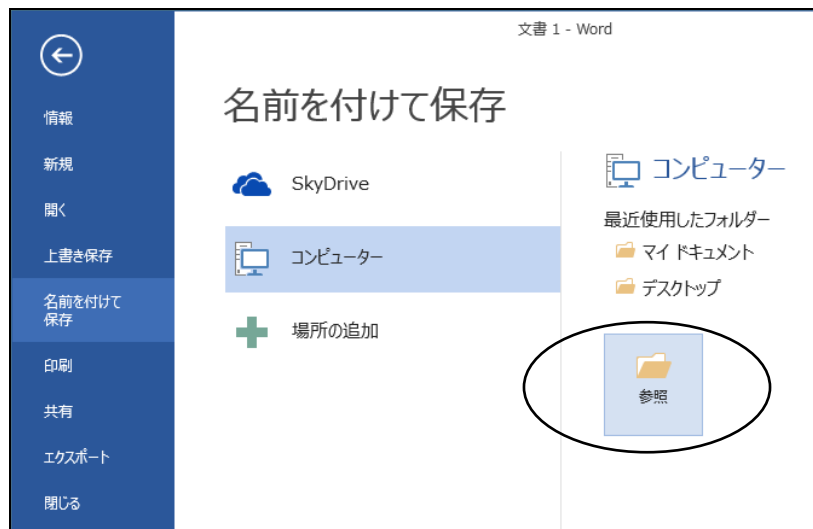 文書 1 - Word
情報
新規
開く
上書き保存
名前を付けて
保存
印刷
共有
エクスポート
閉じる
名前を付けて保存
SkyDrive
コンピューター
場所の追加
コンピューター
最近使用したフォルダー
マイ ドキュメント
デスクトップ
参照